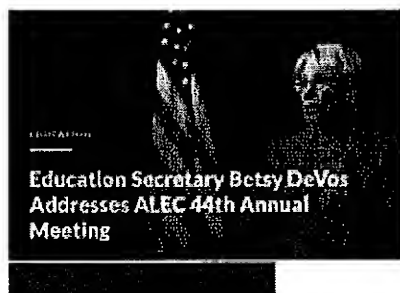 EDUCATION
Education Secretary Betsy DeVos
Addresses ALEC 44th Annual
Meeting